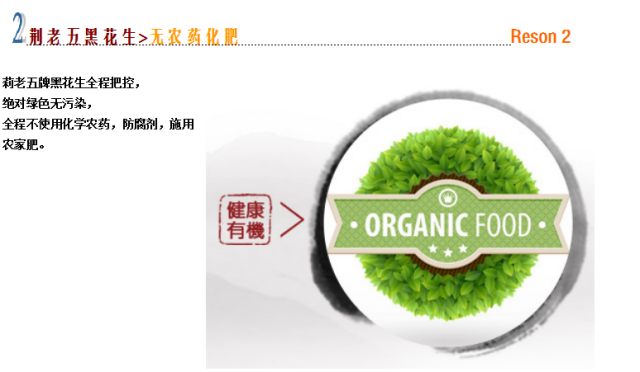 2 荆老五黑花生>无农药化肥
Reson 2
莉老五牌黑花生全程把控，
绝对绿色无污染，
全程不使用化学农药，防腐剂，施用
农家肥。
健康
有機
ORGANIC FOOD